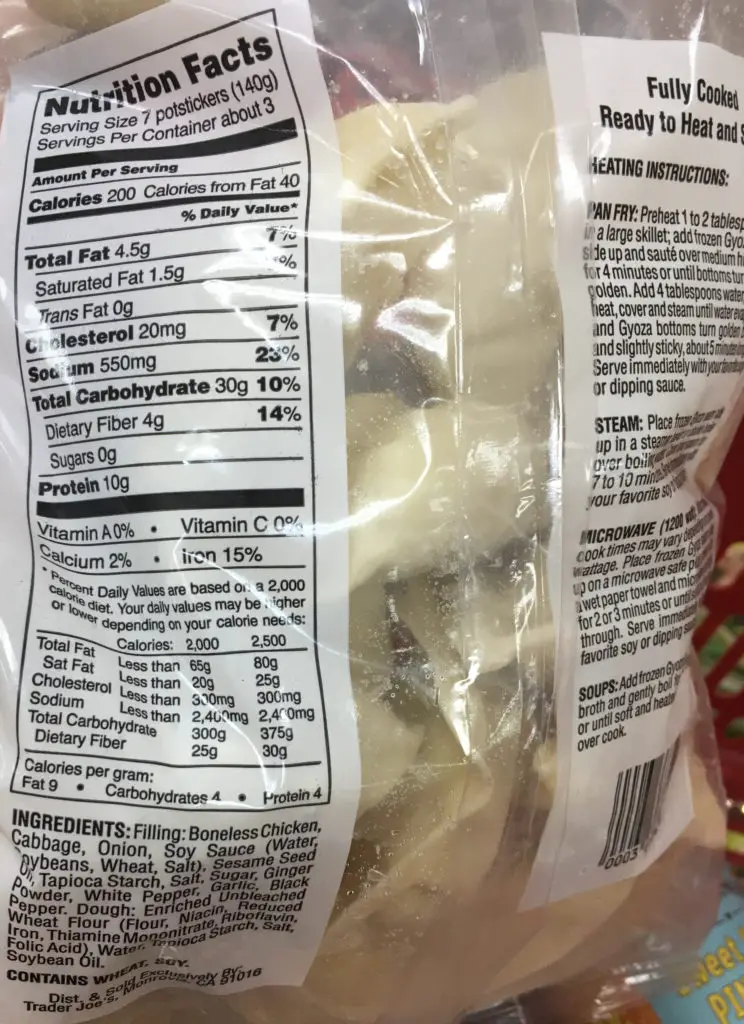 Nutrition Facts
Serving Size 7 potstickers (140g)
Servings Per Container about 3
Amount Per Serving
Calories 200 Calories from Fat 40
% Daily Value*
Total Fat 4.5g 7%
Saturated Fat 1.5g %
Trans Fat 0g
Cholesterol 20mg 7%
Sodium 550mg 23%
Total Carbohydrate 30g 10%
Dietary Fiber 4g 14%
Sugars 0g
Protein 10g
Vitamin A 0% • Vitamin C 0%
Calcium 2% • Iron 15%
* Percent Daily Values are based on a 2,000
calorie diet. Your daily values may be higher
or lower depending on your calorie needs:
Calories: 2,000 2,500
Total Fat Less than 65g 80g
Sat Fat Less than 20g 25g
Cholesterol Less than 300mg 300mg
Sodium Less than 2,400mg 2,400mg
Total Carbohydrate 300g 375g
Dietary Fiber 25g 30g
Calories per gram:
Fat 9 • Carbohydrates 4 • Protein 4
INGREDIENTS: Filling: Boneless Chicken,
Cabbage, Onion, Soy Sauce (Water,
Soybeans, Wheat, Salt), Sesame Seed
Oil, Tapioca Starch, Salt, Sugar, Ginger
Powder, White Pepper, Garlic, Black
Pepper. Dough: Enriched Unbleached
Wheat Flour (Flour, Niacin, Reduced
Iron, Thiamine Mononitrate, Riboflavin,
Folic Acid), Water, Tapioca Starch, Salt,
Soybean Oil.
CONTAINS WHEAT, SOY.
Dist. & Sold Exclusively By:
Trader Joe's, Monrovia, CA 91016
Fully Cooked
Ready to Heat and
HEATING INSTRUCTIONS:
PAN FRY: Preheat 1 to 2
in a large skillet; add frozen
side up and sauté over medium
for 4 minutes or until bottoms
golden. Add 4 tablespoons water
heat, cover and steam until water
and Gyoza bottoms turn golden
and slightly sticky, about 5
Serve immediately with your
or dipping sauce.
STEAM: Place frozen
up in a
over
7 to 10
your favorite
MICROWAVE (1200
cook times may vary
wattage. Place frozen
up on a microwave safe
a wet paper towel and
for 2 or 3 minutes or until
through. Serve
favorite soy or dipping
SOUPS: Add frozen
broth and gently boil
or until soft and
over cook.
0003
PIN